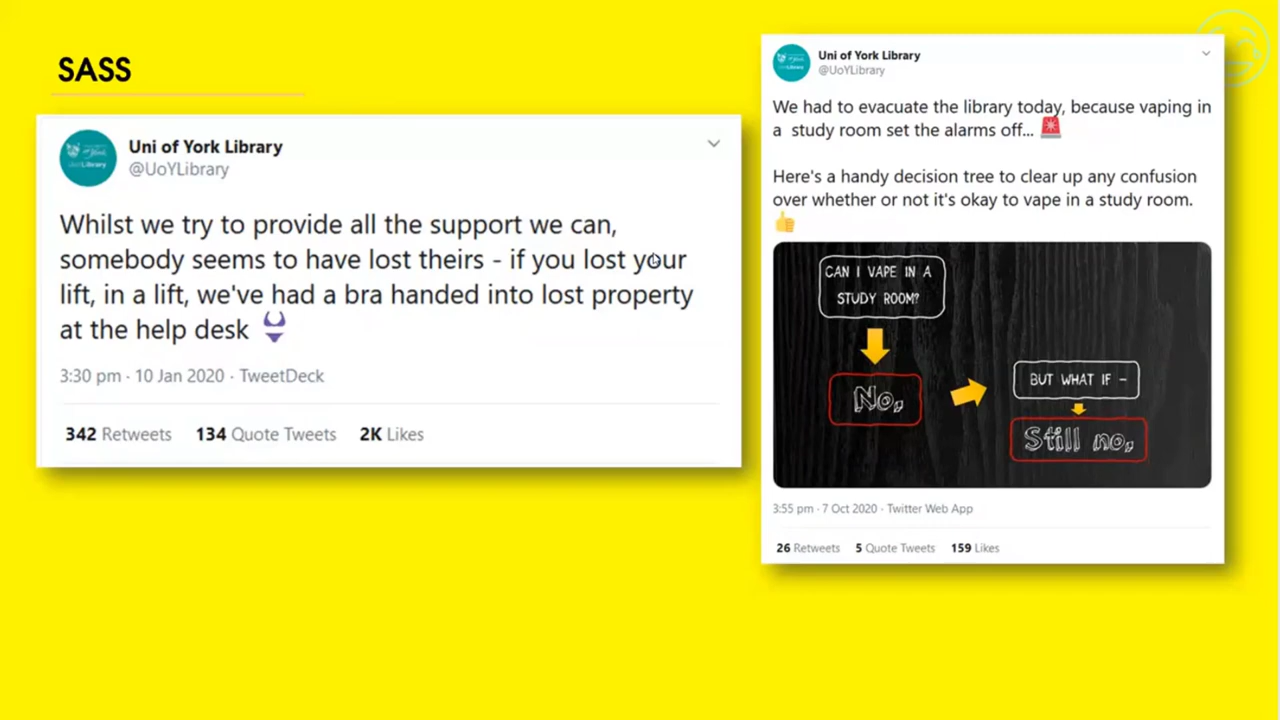 SASS
Uni of York Library
@UoYLibrary
Whilst we try to provide all the support we can,
somebody seems to have lost theirs - if you lost your
lift, in a lift, we've had a bra handed into lost property
at the help desk
3:30 pm · 10 Jan 2020 · TweetDeck
342 Retweets 134 Quote Tweets 2K Likes
Uni of York Library
@UoYLibrary
We had to evacuate the library today, because vaping in
a study room set the alarms off... 🚨
Here's a handy decision tree to clear up any confusion
over whether or not it's okay to vape in a study room.
👍
CAN I VAPE IN A
STUDY ROOM?
No,
BUT WHAT IF -
Still no,
3:55 pm · 7 Oct 2020 · Twitter Web App
26 Retweets 5 Quote Tweets 159 Likes